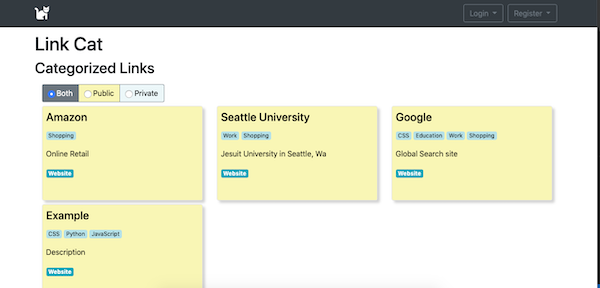 Login Register
Link Cat
Categorized Links
Both Public Private
Amazon
Shopping
Online Retail
Website
Seattle University
Work Shopping
Jesuit University in Seattle, Wa
Website
Google
CSS Education Work Shopping
Global Search site
Website
Example
CSS Python JavaScript
Description
Website